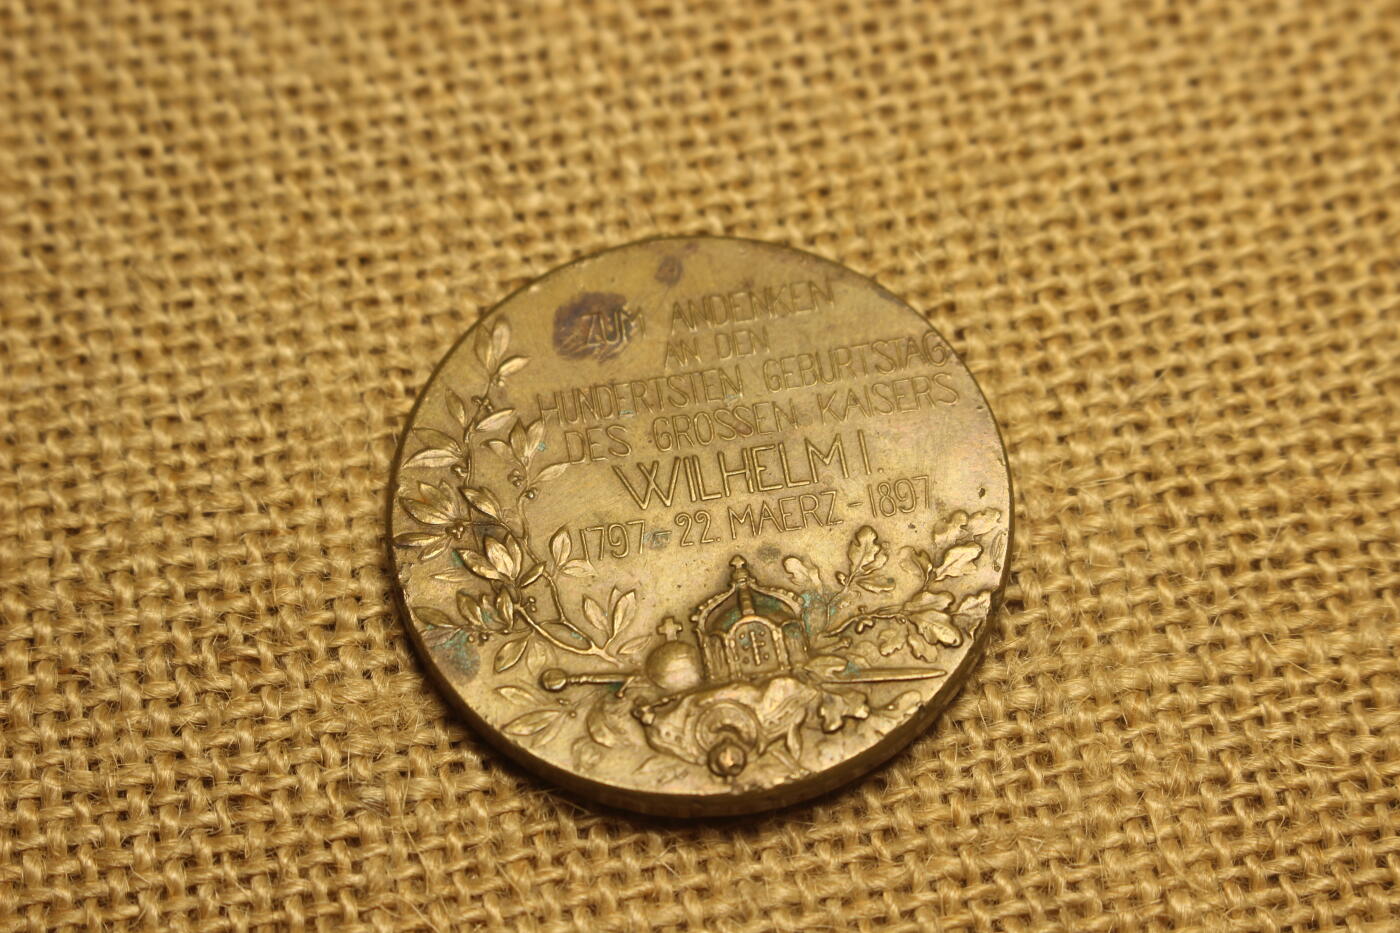 ZUM ANDENKEN
AN DEN
HUNDERTSTEN GEBURTSTAG
DES GROSSEN KAISERS
WILHELM I.
1797 - 22. MAERZ - 1897